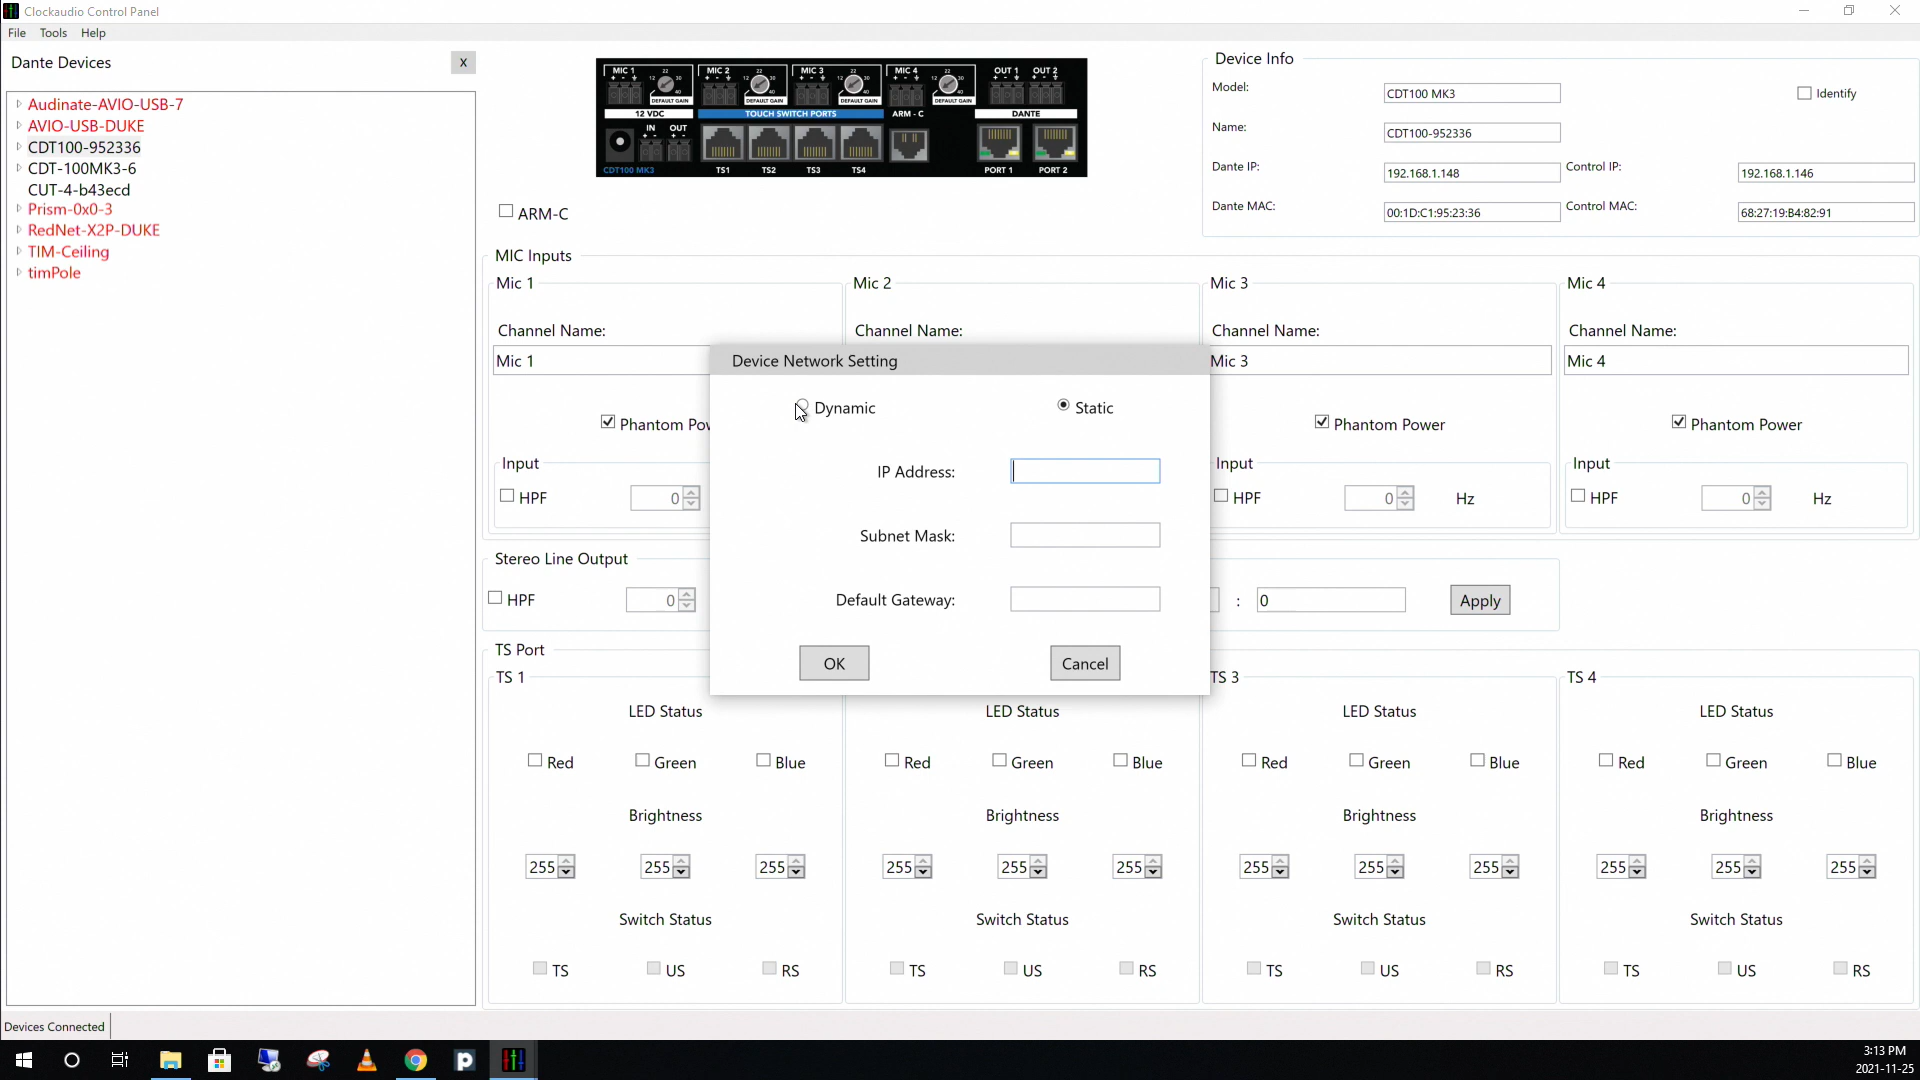 Clockaudio Control Panel
File Tools Help
Dante Devices
X
Audinate-AVIO-USB-7
AVIO-USB-DUKE
CDT100-952336
CDT-100MK3-6
CUT-4-b43ecd
Prism-0x0-3
RedNet-X2P-DUKE
TIM-Ceiling
timPole
MIC 1 MIC 2 MIC 3 MIC 4 OUT 1 OUT 2
DEFAULT GAIN DEFAULT GAIN DEFAULT GAIN DEFAULT GAIN
12 VDC TOUCH SWITCH PORTS ARM - C DANTE
IN OUT
CDT100 MK3 TS1 TS2 TS3 TS4 PORT 1 PORT 2
ARM-C
Device Info
Model: CDT100 MK3 Identify
Name: CDT100-952336
Dante IP: 192.168.1.148 Control IP: 192.168.1.146
Dante MAC: 00:1D:C1:95:23:36 Control MAC: 68:27:19:B4:82:91
MIC Inputs
Mic 1 Mic 2 Mic 3 Mic 4
Channel Name: Channel Name: Channel Name: Channel Name:
Mic 1 Mic 3 Mic 4
Phantom Pow Phantom Power Phantom Power
Input Input Input
HPF 0 HPF 0 Hz HPF 0 Hz
Device Network Setting
Dynamic Static
IP Address:
Subnet Mask:
Default Gateway:
OK Cancel
Stereo Line Output
HPF 0 : 0 Apply
TS Port
TS 1 TS 3 TS 4
LED Status LED Status LED Status LED Status
Red Green Blue Red Green Blue Red Green Blue Red Green Blue
Brightness Brightness Brightness Brightness
255 255 255 255 255 255 255 255 255 255 255 255
Switch Status Switch Status Switch Status Switch Status
TS US RS TS US RS TS US RS TS US RS
Devices Connected
3:13 PM
2021-11-25